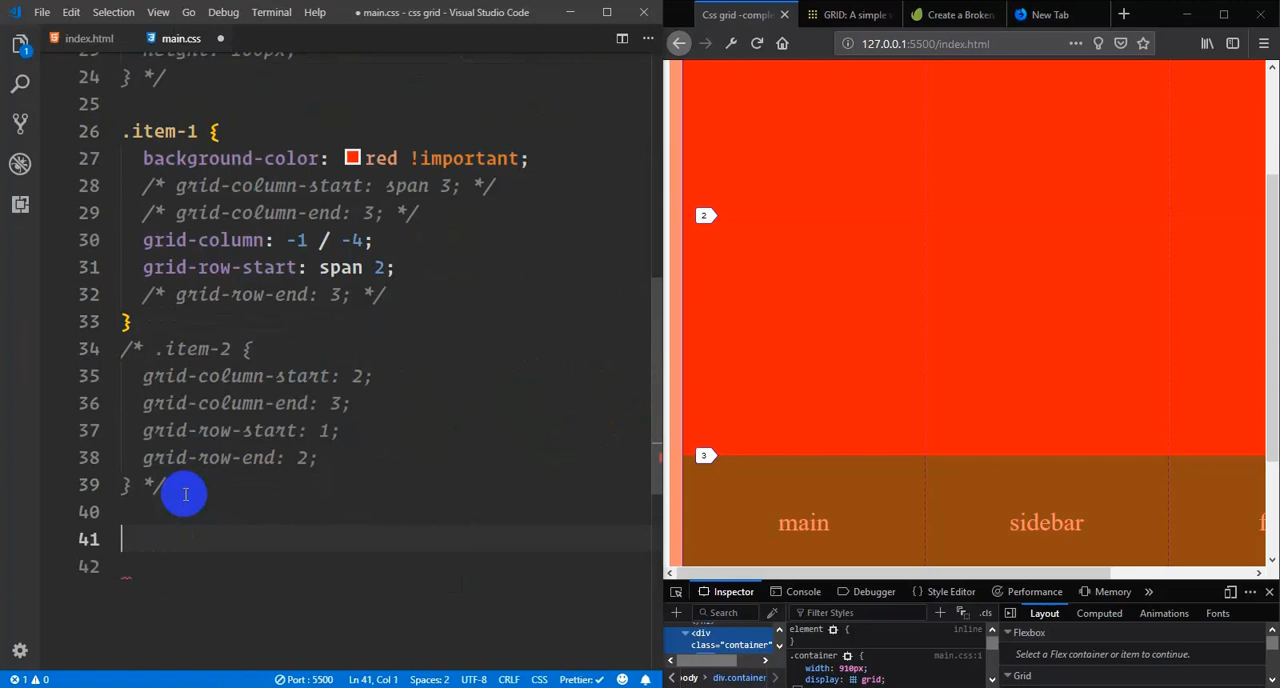 File Edit Selection View Go Debug Terminal Help ● main.css - css grid - Visual Studio Code
Css grid -comple GRID: A simple Create a Broken New Tab
index.html main.css
127.0.0.1:5500/index.html
1
24 } */
25
26 .item-1 {
27 background-color: red !important;
28 /* grid-column-start: span 3; */
29 /* grid-column-end: 3; */
30 grid-column: -1 / -4;
31 grid-row-start: span 2;
32 /* grid-row-end: 3; */
33 }
34 /* .item-2 {
35 grid-column-start: 2;
36 grid-column-end: 3;
37 grid-row-start: 1;
38 grid-row-end: 2;
39 } */
40
41
42
2
3
main sidebar f
Inspector Console Debugger Style Editor Performance Memory
Search Filter Styles .cls Layout Computed Animations Fonts
<div
class="container"
element { inline
}
.container { main.css:1
width: 910px;
display: grid;
Flexbox
Select a Flex container or item to continue.
Grid
body div.container
1 0 Port : 5500 Ln 41, Col 1 Spaces: 2 UTF-8 CRLF CSS Prettier: ✓